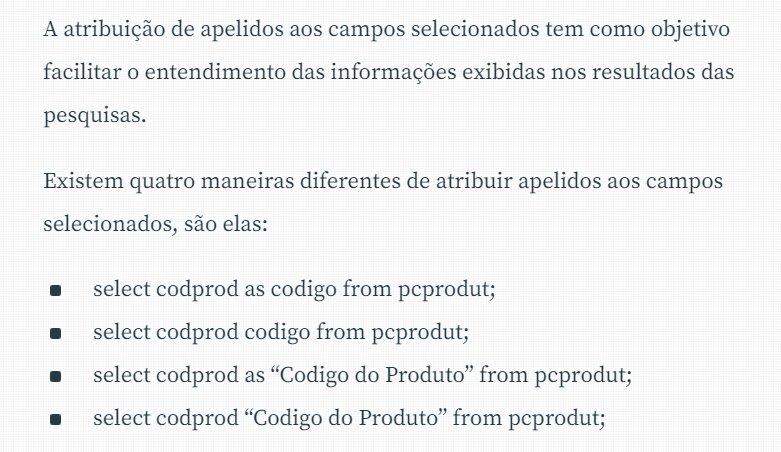 A atribuição de apelidos aos campos selecionados tem como objetivo
facilitar o entendimento das informações exibidas nos resultados das
pesquisas.
Existem quatro maneiras diferentes de atribuir apelidos aos campos
selecionados, são elas:
▪ select codprod as codigo from pcprodut;
▪ select codprod codigo from pcprodut;
▪ select codprod as “Codigo do Produto” from pcprodut;
▪ select codprod “Codigo do Produto” from pcprodut;